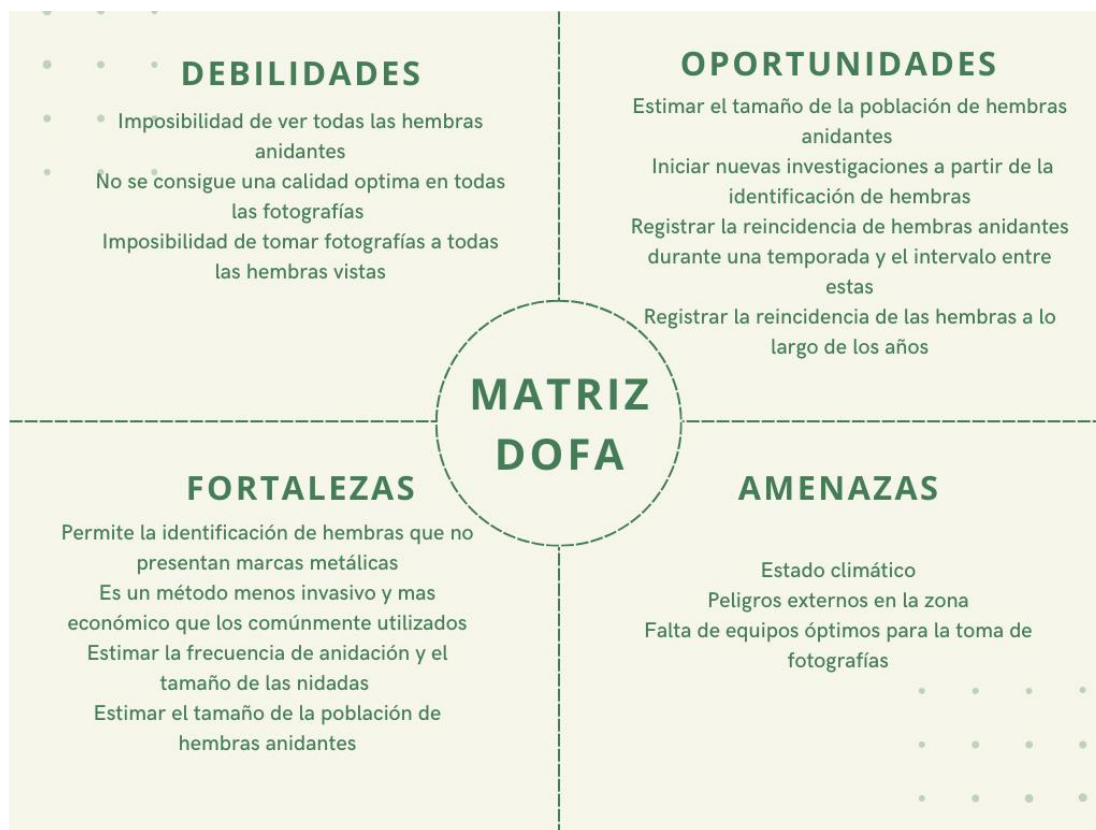 DEBILIDADES
Imposibilidad de ver todas las hembras
anidantes
No se consigue una calidad optima en todas
las fotografías
Imposibilidad de tomar fotografías a todas
las hembras vistas
OPORTUNIDADES
Estimar el tamaño de la población de hembras
anidantes
Iniciar nuevas investigaciones a partir de la
identificación de hembras
Registrar la reincidencia de hembras anidantes
durante una temporada y el intervalo entre
estas
Registrar la reincidencia de las hembras a lo
largo de los años
MATRIZ
DOFA
FORTALEZAS
Permite la identificación de hembras que no
presentan marcas metálicas
Es un método menos invasivo y mas
económico que los comúnmente utilizados
Estimar la frecuencia de anidación y el
tamaño de las nidadas
Estimar el tamaño de la población de
hembras anidantes
AMENAZAS
Estado climático
Peligros externos en la zona
Falta de equipos óptimos para la toma de
fotografías